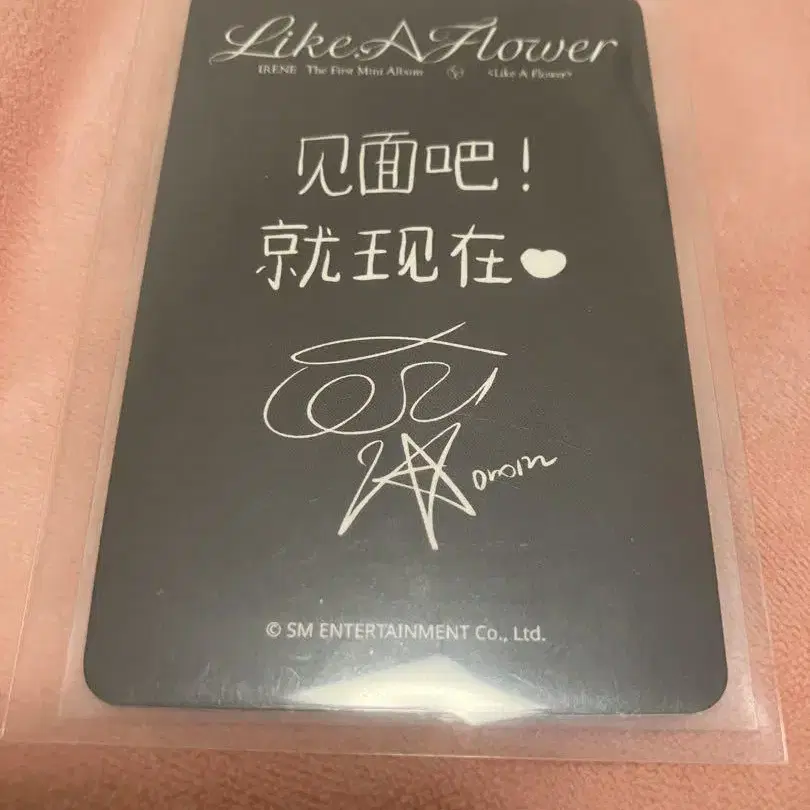 Like A Flower
IRENE The First Mini Album <Like A Flower>
见面吧！
就现在♥
© SM ENTERTAINMENT Co., Ltd.